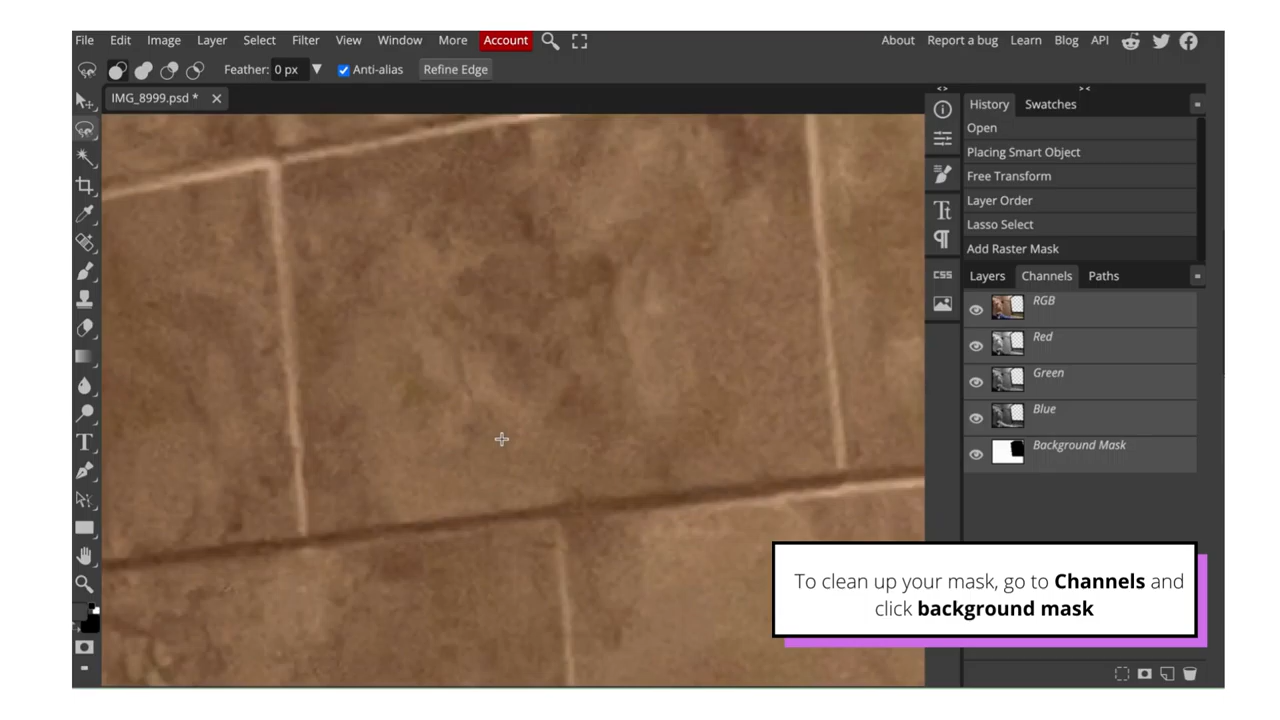 File Edit Image Layer Select Filter View Window More Account
About Report a bug Learn Blog API
Feather: 0 px Anti-alias Refine Edge
IMG_8999.psd *
History Swatches
Open
Placing Smart Object
Free Transform
Layer Order
Lasso Select
Add Raster Mask
CSS
Layers Channels Paths
RGB
Red
Green
Blue
Background Mask
To clean up your mask, go to Channels and
click background mask